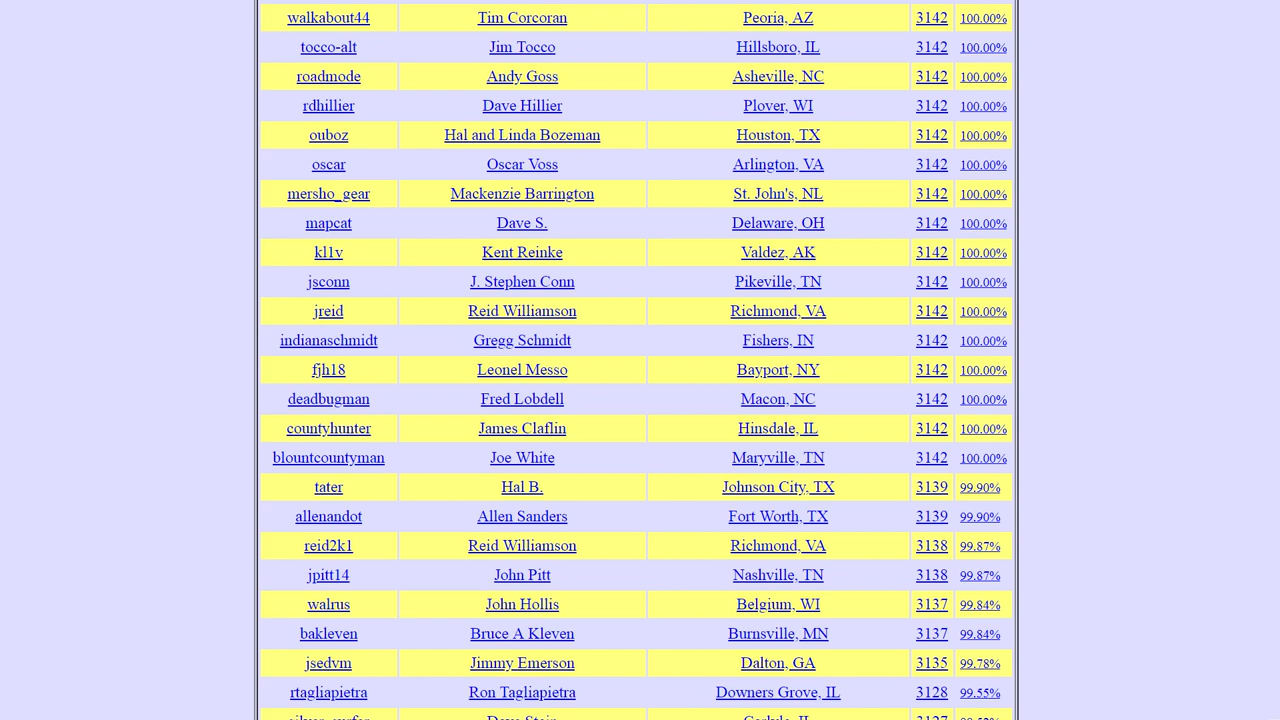 walkabout44 Tim Corcoran Peoria, AZ 3142 100.00%
tocco-alt Jim Tocco Hillsboro, IL 3142 100.00%
roadmode Andy Goss Asheville, NC 3142 100.00%
rdhillier Dave Hillier Plover, WI 3142 100.00%
ouboz Hal and Linda Bozeman Houston, TX 3142 100.00%
oscar Oscar Voss Arlington, VA 3142 100.00%
mersho_gear Mackenzie Barrington St. John's, NL 3142 100.00%
mapcat Dave S. Delaware, OH 3142 100.00%
kl1v Kent Reinke Valdez, AK 3142 100.00%
jsconn J. Stephen Conn Pikeville, TN 3142 100.00%
jreid Reid Williamson Richmond, VA 3142 100.00%
indianaschmidt Gregg Schmidt Fishers, IN 3142 100.00%
fjh18 Leonel Messo Bayport, NY 3142 100.00%
deadbugman Fred Lobdell Macon, NC 3142 100.00%
countyhunter James Claflin Hinsdale, IL 3142 100.00%
blountcountyman Joe White Maryville, TN 3142 100.00%
tater Hal B. Johnson City, TX 3139 99.90%
allenandot Allen Sanders Fort Worth, TX 3139 99.90%
reid2k1 Reid Williamson Richmond, VA 3138 99.87%
jpitt14 John Pitt Nashville, TN 3138 99.87%
walrus John Hollis Belgium, WI 3137 99.84%
bakleven Bruce A Kleven Burnsville, MN 3137 99.84%
jsedvm Jimmy Emerson Dalton, GA 3135 99.78%
rtagliapietra Ron Tagliapietra Downers Grove, IL 3128 99.55%